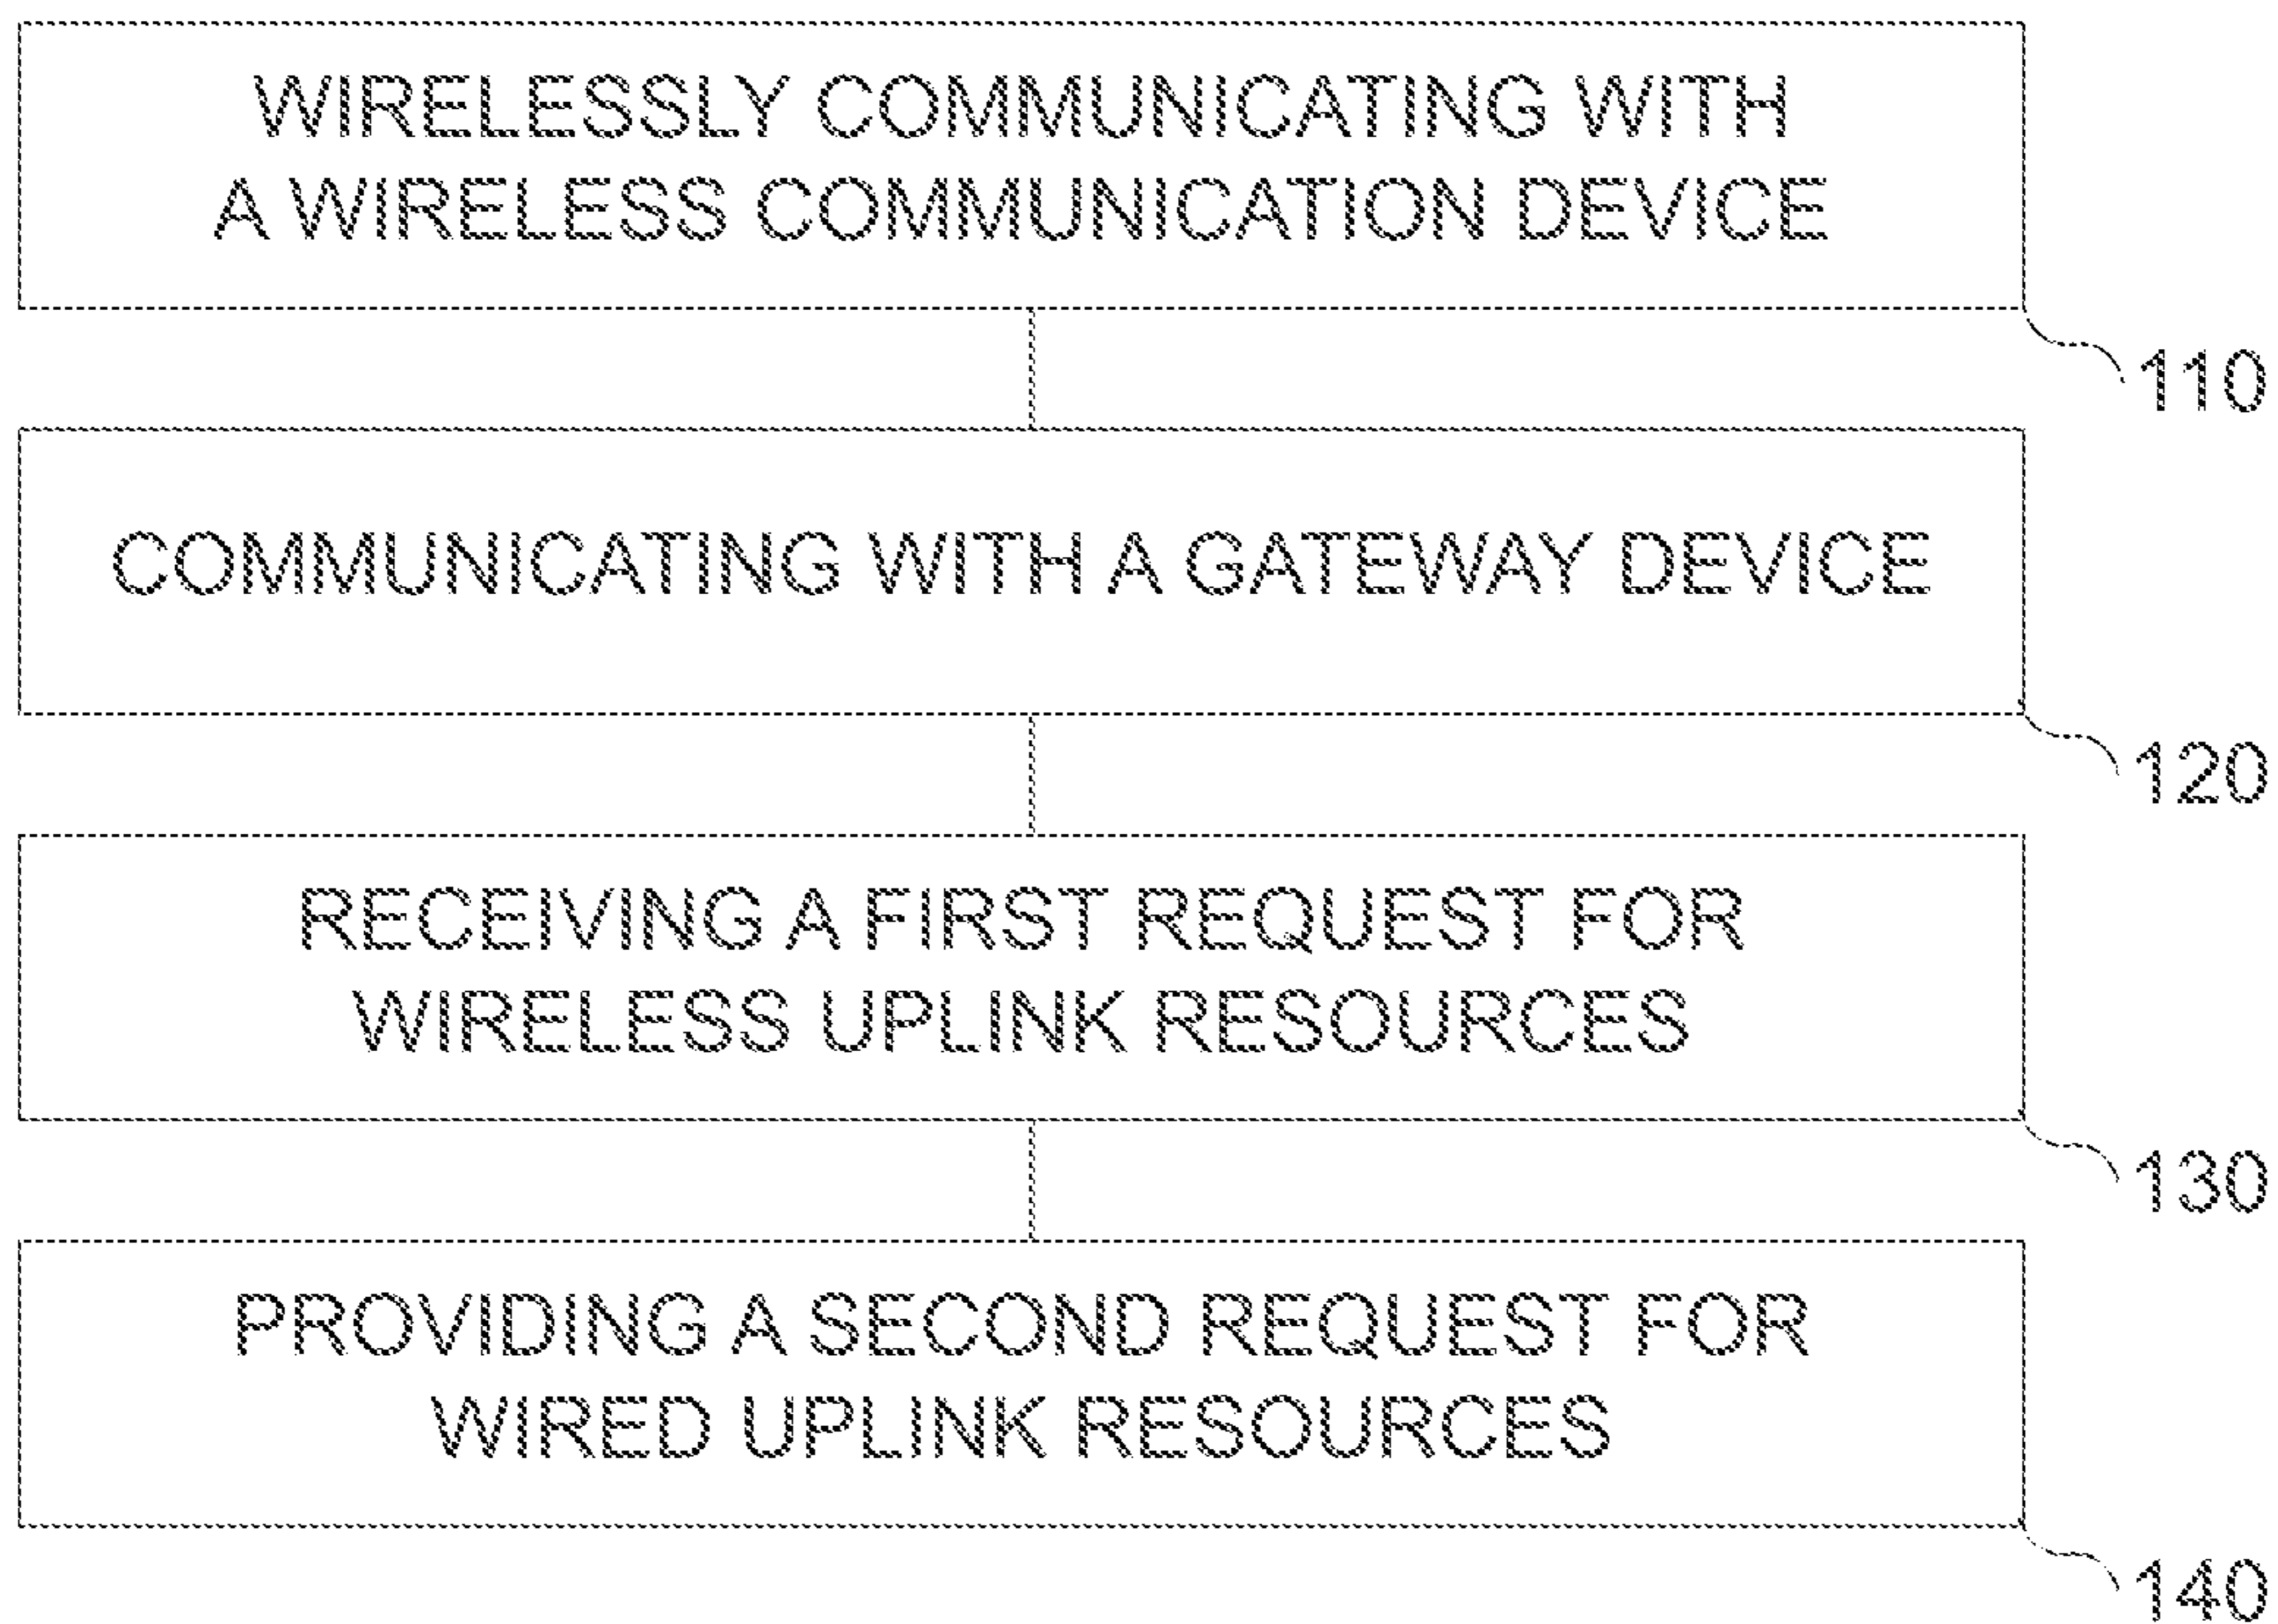 WIRELESSLY COMMUNICATING WITH
A WIRELESS COMMUNICATION DEVICE
110
COMMUNICATING WITH A GATEWAY DEVICE
120
RECEIVING A FIRST REQUEST FOR
WIRELESS UPLINK RESOURCES
130
PROVIDING A SECOND REQUEST FOR
WIRED UPLINK RESOURCES
140